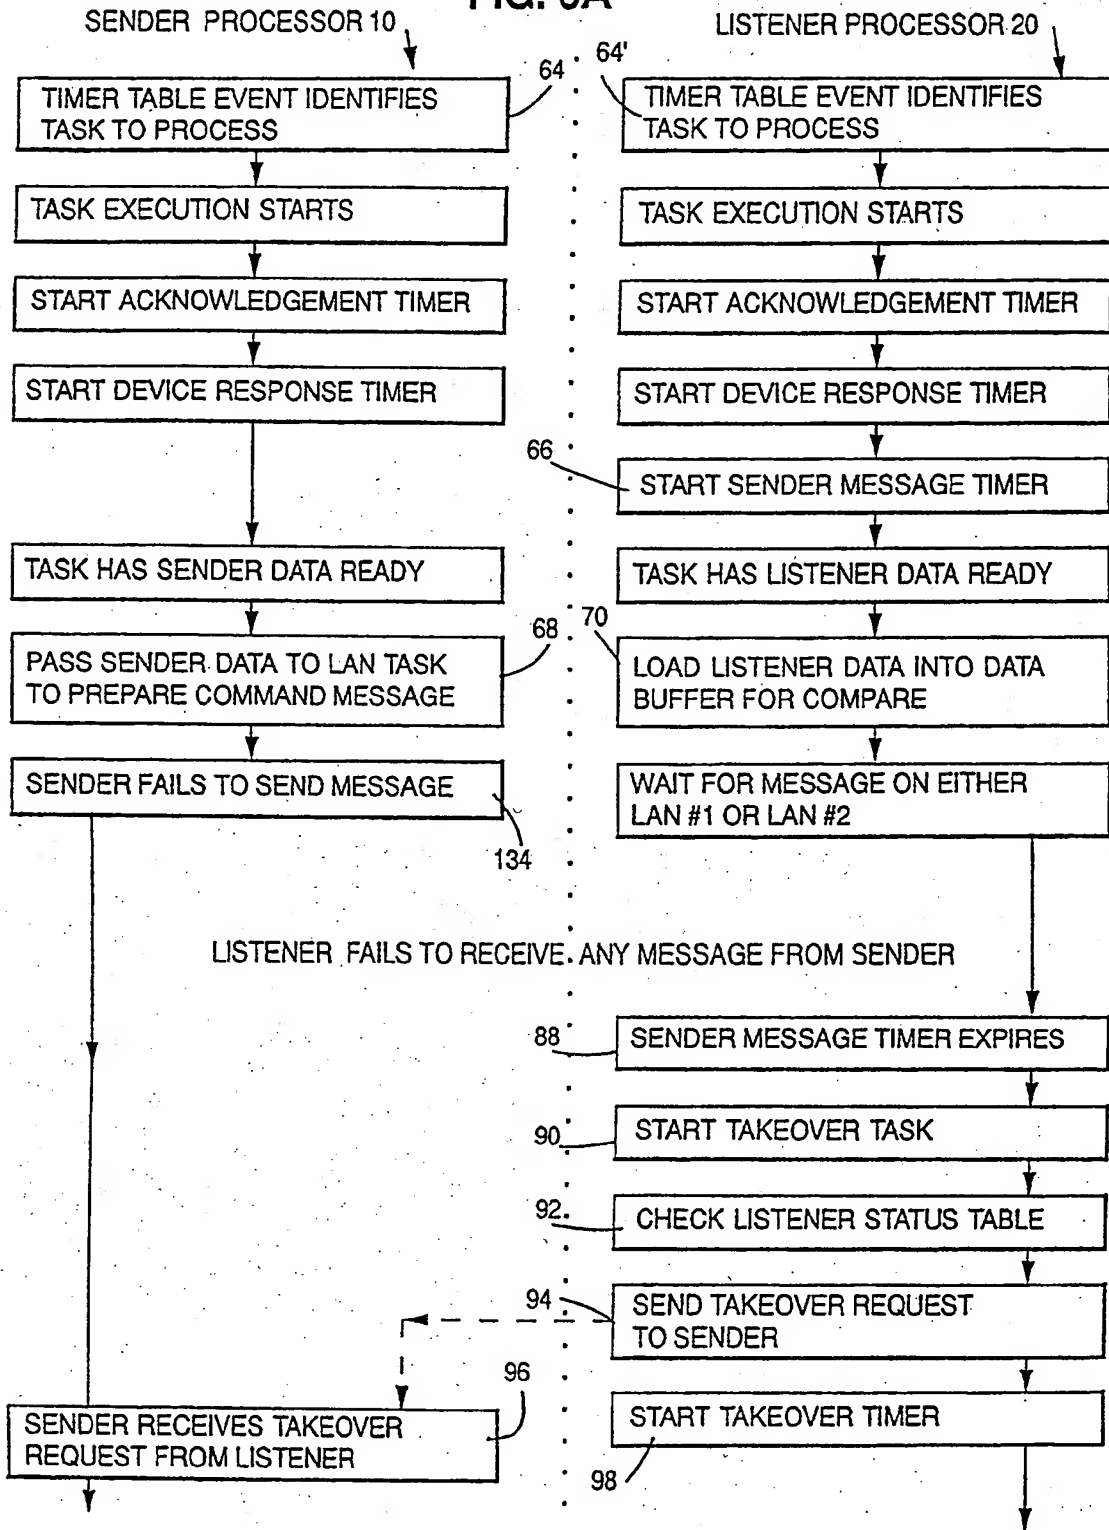 SENDER PROCESSOR 10
LISTENER PROCESSOR 20
64
64'
TIMER TABLE EVENT IDENTIFIES
TASK TO PROCESS
TIMER TABLE EVENT IDENTIFIES
TASK TO PROCESS
TASK EXECUTION STARTS
TASK EXECUTION STARTS
START ACKNOWLEDGEMENT TIMER
START ACKNOWLEDGEMENT TIMER
START DEVICE RESPONSE TIMER
START DEVICE RESPONSE TIMER
66
START SENDER MESSAGE TIMER
TASK HAS SENDER DATA READY
TASK HAS LISTENER DATA READY
68
70
PASS SENDER DATA TO LAN TASK
TO PREPARE COMMAND MESSAGE
LOAD LISTENER DATA INTO DATA
BUFFER FOR COMPARE
SENDER FAILS TO SEND MESSAGE
WAIT FOR MESSAGE ON EITHER
LAN #1 OR LAN #2
134
LISTENER FAILS TO RECEIVE ANY MESSAGE FROM SENDER
88
SENDER MESSAGE TIMER EXPIRES
90
START TAKEOVER TASK
92
CHECK LISTENER STATUS TABLE
94
SEND TAKEOVER REQUEST
TO SENDER
96
SENDER RECEIVES TAKEOVER
REQUEST FROM LISTENER
START TAKEOVER TIMER
98